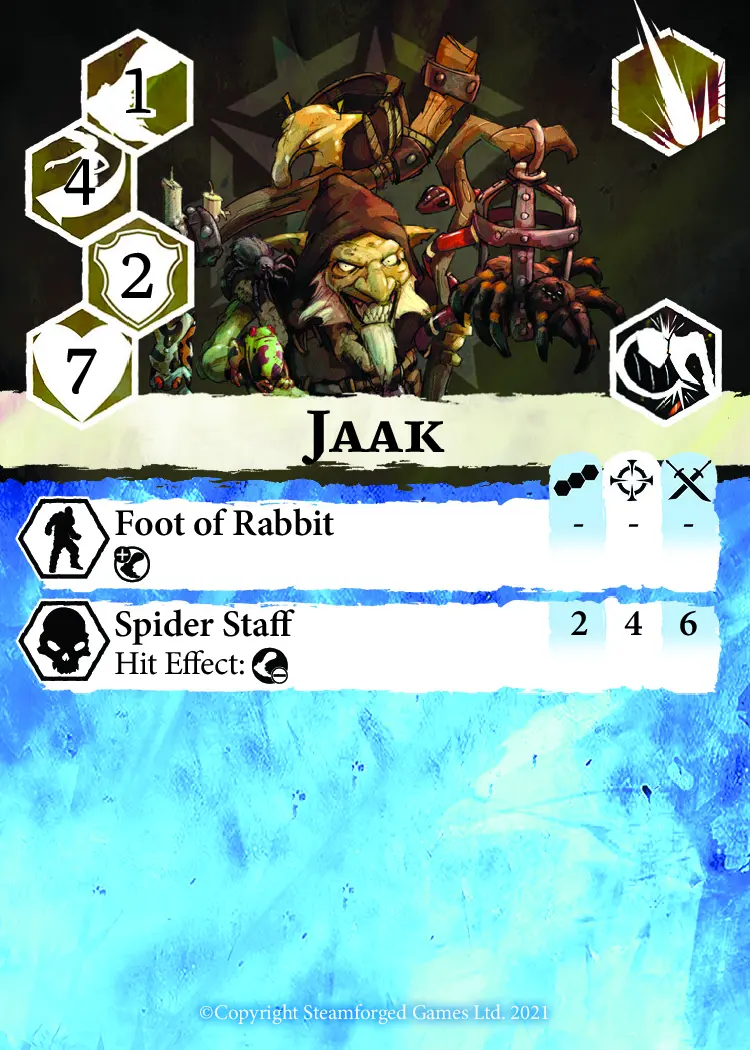 1
4
2
7
Jaak
Foot of Rabbit - - -
Spider Staff 2 4 6
Hit Effect:
©Copyright Steamforged Games Ltd. 2021